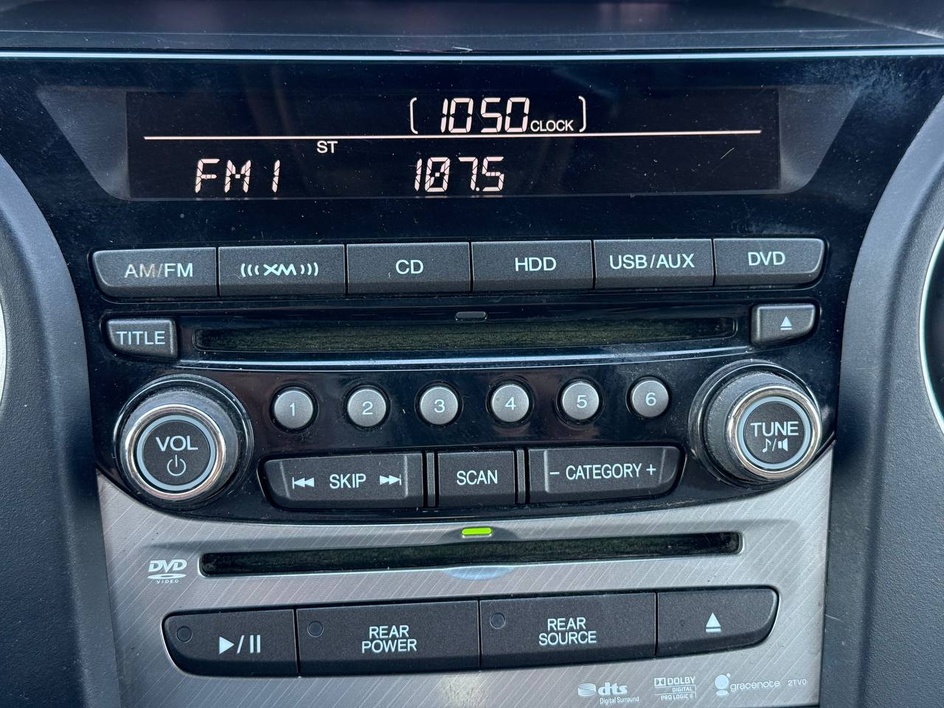 1050 CLOCK
ST
FM1 107.5
AM/FM XM CD HDD USB/AUX DVD
TITLE
1 2 3 4 5 6
VOL
TUNE
SKIP SCAN – CATEGORY +
DVD
VIDEO
REAR
POWER
REAR
SOURCE
dts
Digital Surround
DOLBY
DIGITAL
PRO LOGIC II
gracenote 2TV0